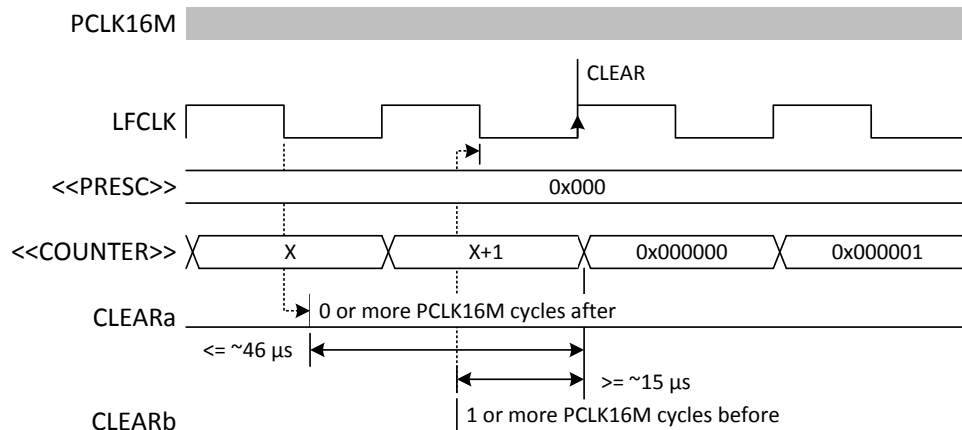 PCLK16M
CLEAR
LFCLK
<<PRESC>>
0x000
<<COUNTER>>
X
X+1
0x000000
0x000001
0 or more PCLK16M cycles after
CLEARa
<= ~46 μs
>= ~15 μs
1 or more PCLK16M cycles before
CLEARb